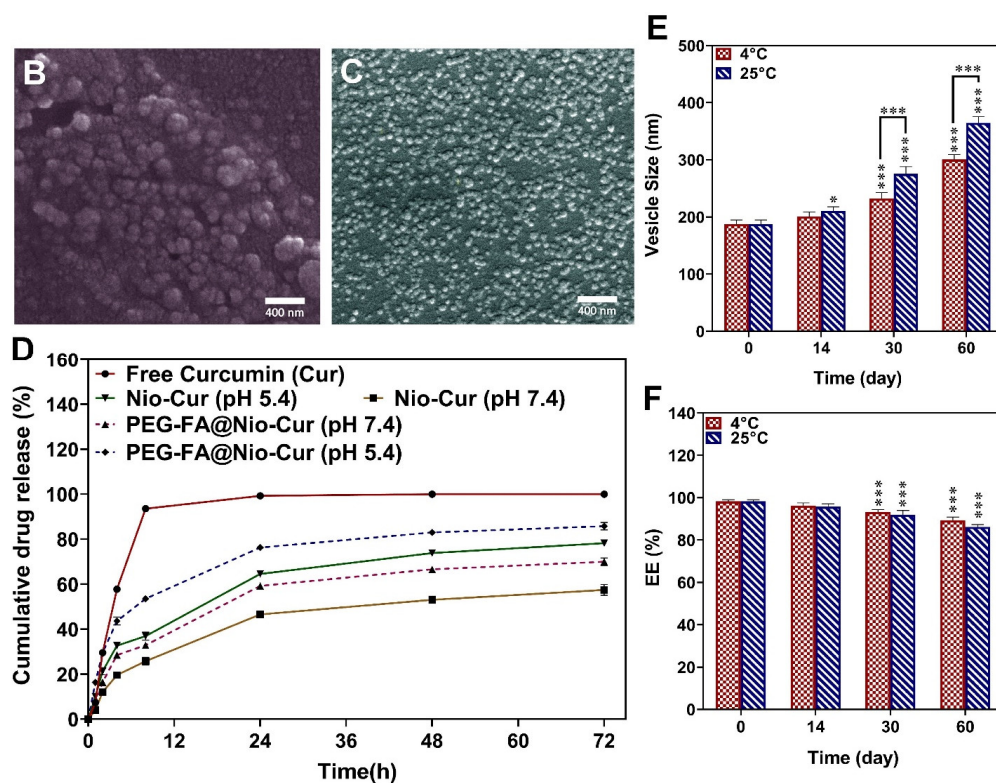 B
400 nm
C
400 nm
D
160
140
120
100
80
60
40
20
0
Cumulative drug release (%)
Free Curcumin (Cur)
Nio-Cur (pH 5.4) Nio-Cur (pH 7.4)
PEG-FA@Nio-Cur (pH 7.4)
PEG-FA@Nio-Cur (pH 5.4)
0 12 24 36 48 60 72
Time(h)
E
500
400
300
200
100
0
Vesicle Size (nm)
4°C
25°C
*
***
***
***
***
***
***
0 14 30 60
Time (day)
F
140
120
100
80
60
40
20
0
EE (%)
4°C
25°C
***
***
***
***
0 14 30 60
Time (day)